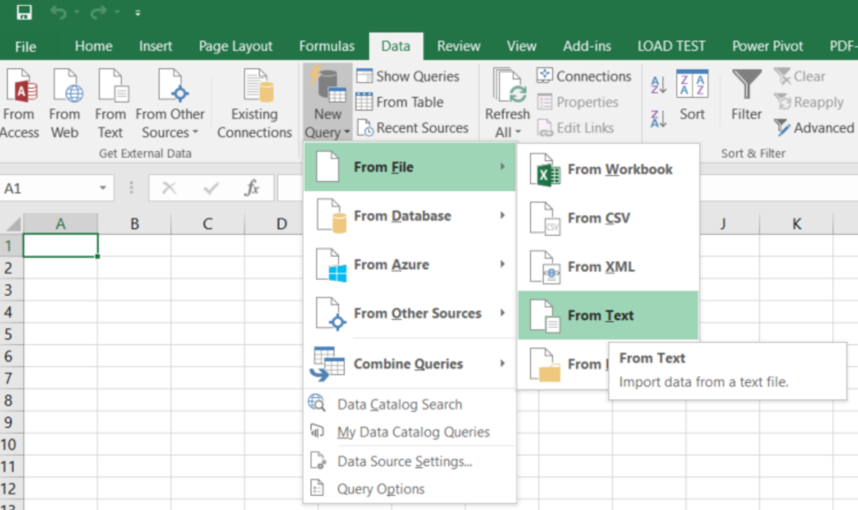 File Home Insert Page Layout Formulas Data Review View Add-ins LOAD TEST Power Pivot PDF-
From Access
From Web
From Text
From Other Sources
Existing Connections
Get External Data
New Query
Show Queries
From Table
Recent Sources
Refresh All
Connections
Properties
Edit Links
Sort
Filter
Clear
Reapply
Advanced
Sort & Filter
A1
fx
A B C D J K
1
2
3
4
5
6
7
8
9
10
11
12
13
From File
From Database
From Azure
From Other Sources
Combine Queries
Data Catalog Search
My Data Catalog Queries
Data Source Settings...
Query Options
From Workbook
From CSV
From XML
From Text
From
From Text
Import data from a text file.